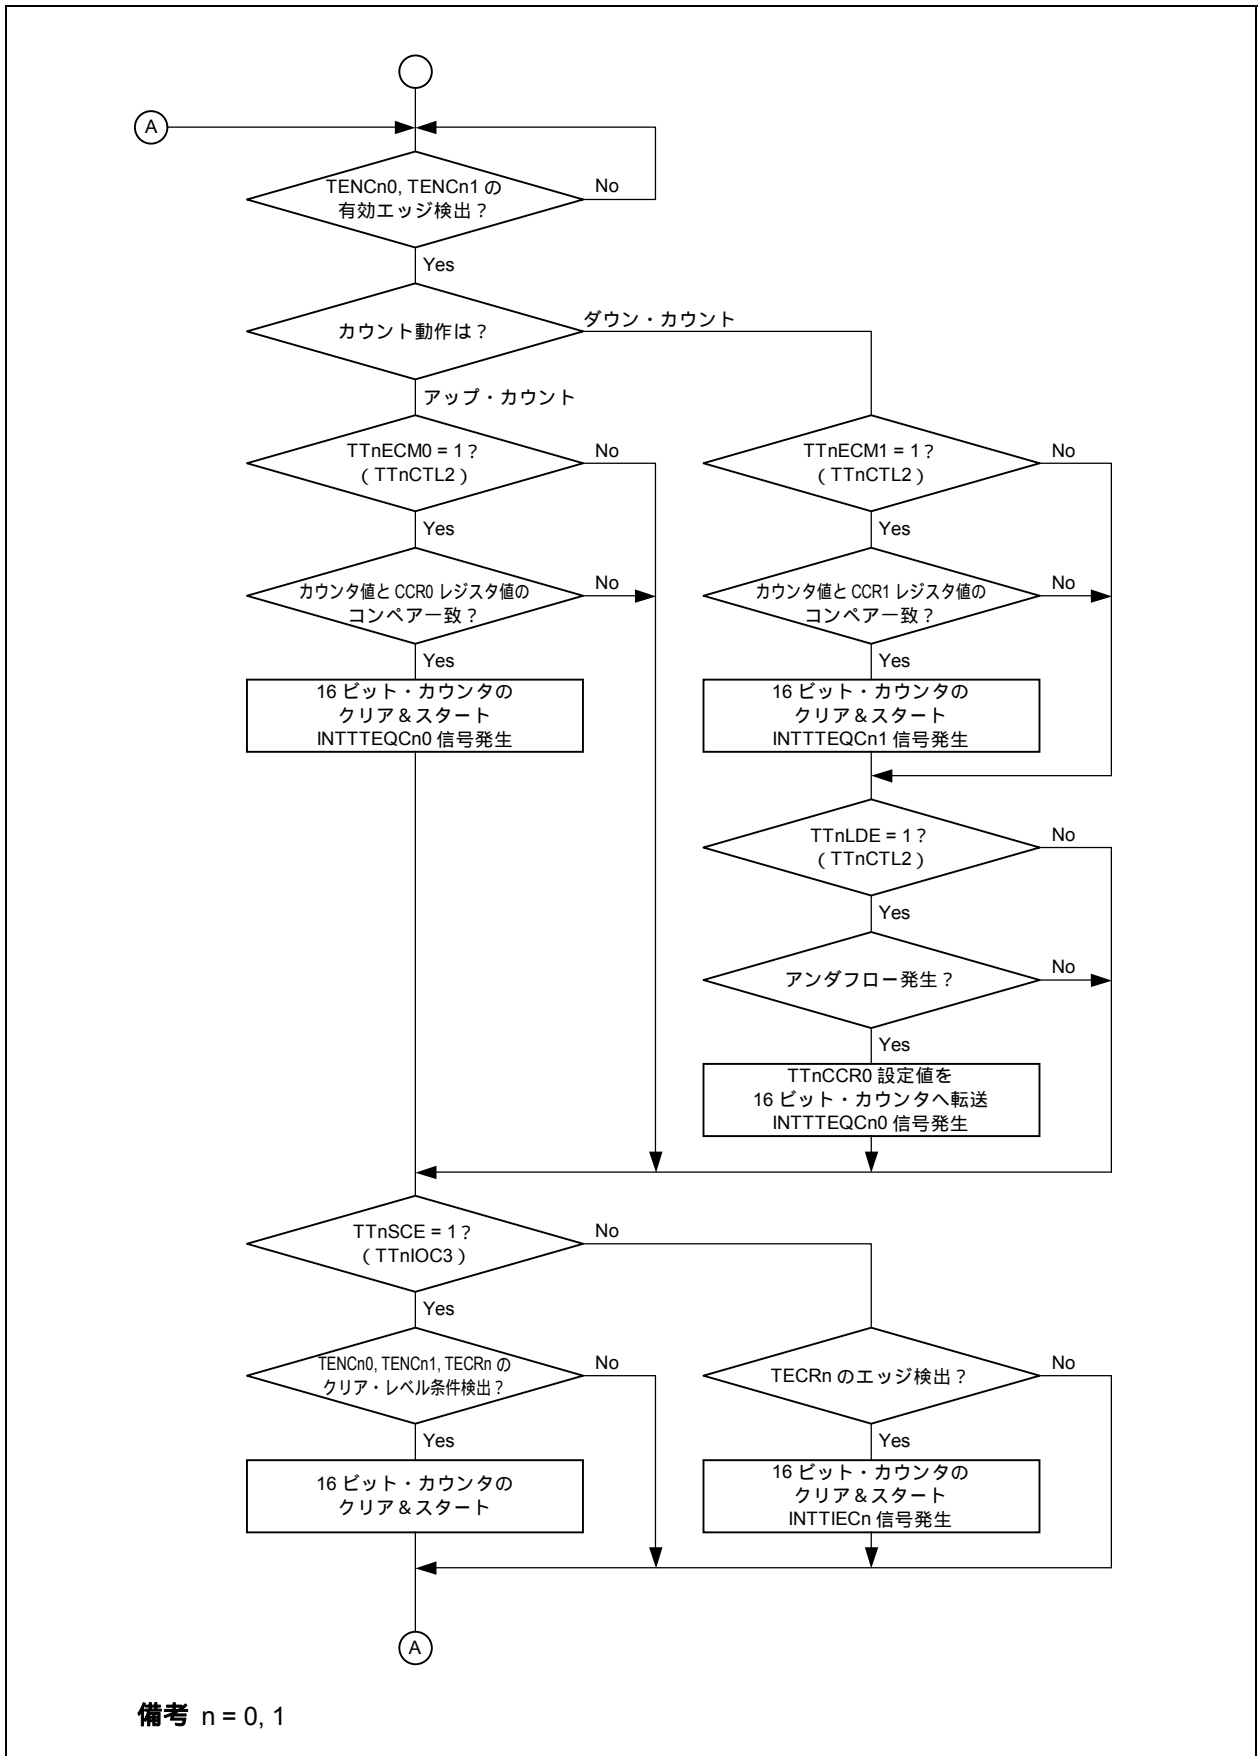 A
TENCn0, TENCn1 の
有効エッジ検出？
No
Yes
カウント動作は？
ダウン・カウント
アップ・カウント
TTnECM0 = 1？
（TTnCTL2）
No
Yes
カウンタ値と CCR0 レジスタ値の
コンペア一致？
No
Yes
16 ビット・カウンタの
クリア＆スタート
INTTTEQCn0 信号発生
TTnECM1 = 1？
（TTnCTL2）
No
Yes
カウンタ値と CCR1 レジスタ値の
コンペア一致？
No
Yes
16 ビット・カウンタの
クリア＆スタート
INTTTEQCn1 信号発生
TTnLDE = 1？
（TTnCTL2）
No
Yes
アンダフロー発生？
No
Yes
TTnCCR0 設定値を
16 ビット・カウンタへ転送
INTTTEQCn0 信号発生
TTnSCE = 1？
（TTnIOC3）
No
Yes
TENCn0, TENCn1, TECRn の
クリア・レベル条件検出？
No
Yes
16 ビット・カウンタの
クリア＆スタート
TECRn のエッジ検出？
No
Yes
16 ビット・カウンタの
クリア＆スタート
INTTIECn 信号発生
A
備考 n = 0, 1